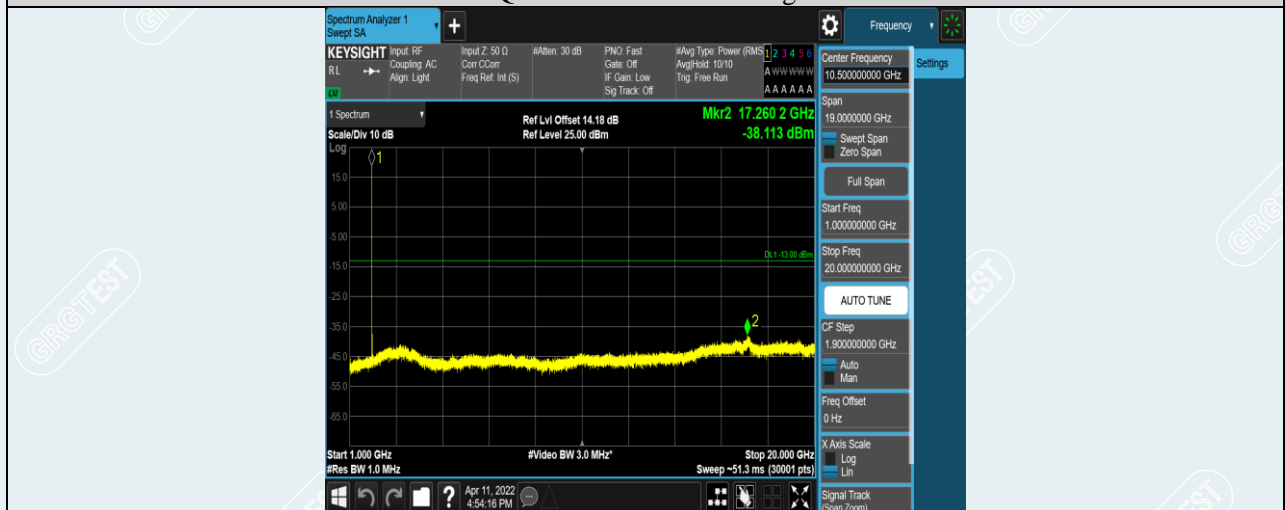 Spectrum Analyzer 1
Swept SA
Frequency
KEYSIGHT
Input: RF
Coupling: AC
Align: Light
Input Z: 50 Ω
Corr CCorr
Freq Ref: Int (S)
#Atten: 30 dB
PNO: Fast
Gate: Off
IF Gain: Low
Sig Track: Off
#Avg Type: Power (RMS
Avg|Hold: 10/10
Trig: Free Run
1 2 3 4 5 6
A W W W W W
A A A A A A
R L
LW
1 Spectrum
Scale/Div 10 dB
Ref Lvl Offset 14.18 dB
Ref Level 25.00 dBm
Mkr2 17.260 2 GHz
-38.113 dBm
Log
1
15.0
5.00
-5.00
DL1 -13.00 dBm
-15.0
-25.0
2
-35.0
-45.0
-55.0
-65.0
Start 1.000 GHz
#Res BW 1.0 MHz
#Video BW 3.0 MHz*
Stop 20.000 GHz
Sweep ~51.3 ms (30001 pts)
?
Apr 11, 2022
4:54:16 PM
Center Frequency
10.500000000 GHz
Settings
Span
19.0000000 GHz
Swept Span
Zero Span
Full Span
Start Freq
1.000000000 GHz
Stop Freq
20.000000000 GHz
AUTO TUNE
CF Step
1.900000000 GHz
Auto
Man
Freq Offset
0 Hz
X Axis Scale
Log
Lin
Signal Track
(Span Zoom)
GRGTEST
GRGTEST
GRGTEST
GRGTEST